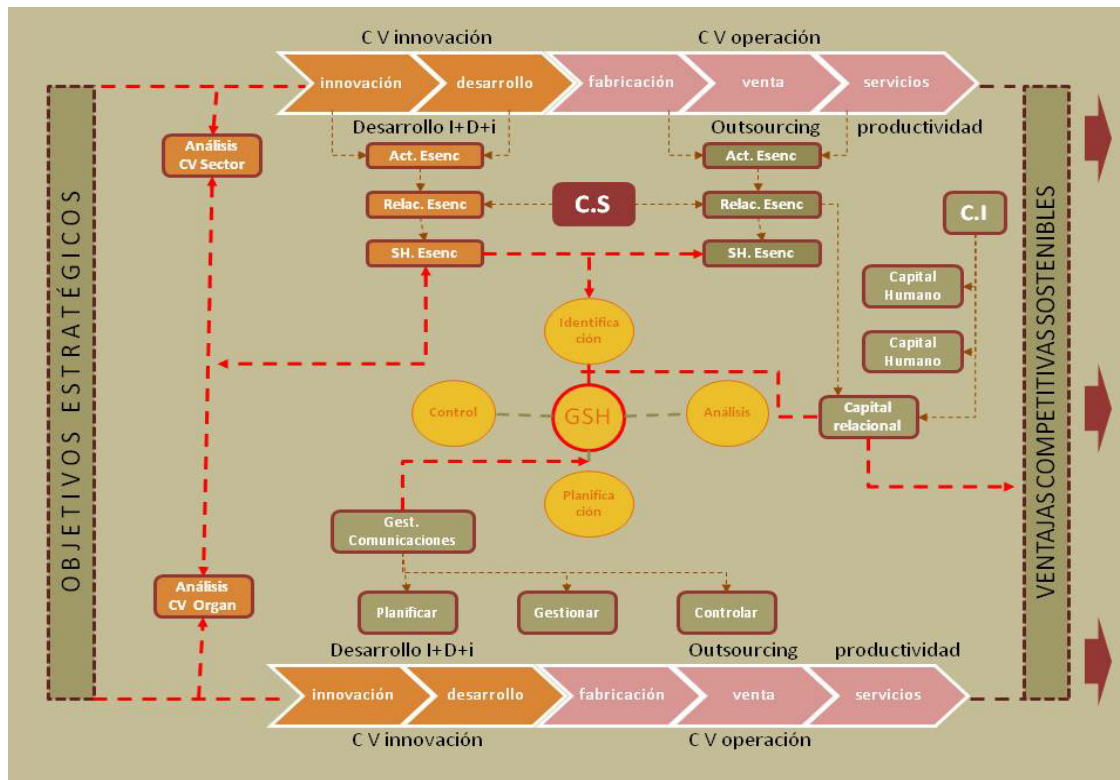 C V innovación
C V operación
innovación
desarrollo
fabricación
venta
servicios
Desarrollo I+D+i
Outsourcing
productividad
OBJETIVOS ESTRATÉGICOS
Análisis
CV Sector
Act. Esenc
Act. Esenc
Relac. Esenc
C.S
Relac. Esenc
C.I
SH. Esenc
SH. Esenc
Capital
Humano
Identifica
ción
Capital
Humano
Control
GSH
Análisis
Capital
relacional
Planifica
ción
Gest.
Comunicaciones
Análisis
CV Organ
Planificar
Gestionar
Controlar
VENTAJAS COMPETITIVAS SOSTENIBLES
Desarrollo I+D+i
Outsourcing
productividad
innovación
desarrollo
fabricación
venta
servicios
C V innovación
C V operación